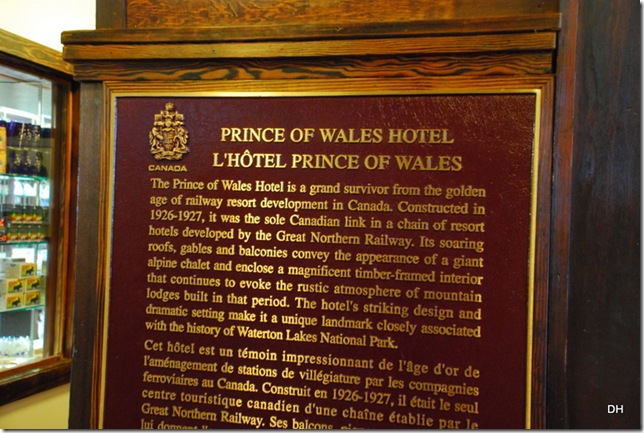 CANADA
PRINCE OF WALES HOTEL
L'HÔTEL PRINCE OF WALES
The Prince of Wales Hotel is a grand survivor from the golden
age of railway resort development in Canada. Constructed in
1926-1927, it was the sole Canadian link in a chain of resort
hotels developed by the Great Northern Railway. Its soaring
roofs, gables and balconies convey the appearance of a giant
alpine chalet and enclose a magnificent timber-framed interior
that continues to evoke the rustic atmosphere of mountain
lodges built in that period. The hotel's striking design and
dramatic setting make it a unique landmark closely associated
with the history of Waterton Lakes National Park.
Cet hôtel est un témoin impressionnant de l'âge d'or de
l'aménagement de stations de villégiature par les compagnies
ferroviaires au Canada. Construit en 1926-1927, il était le seul
centre touristique canadien d'une chaîne établie par le
Great Northern Railway. Ses balcons,
lui donnent
DH